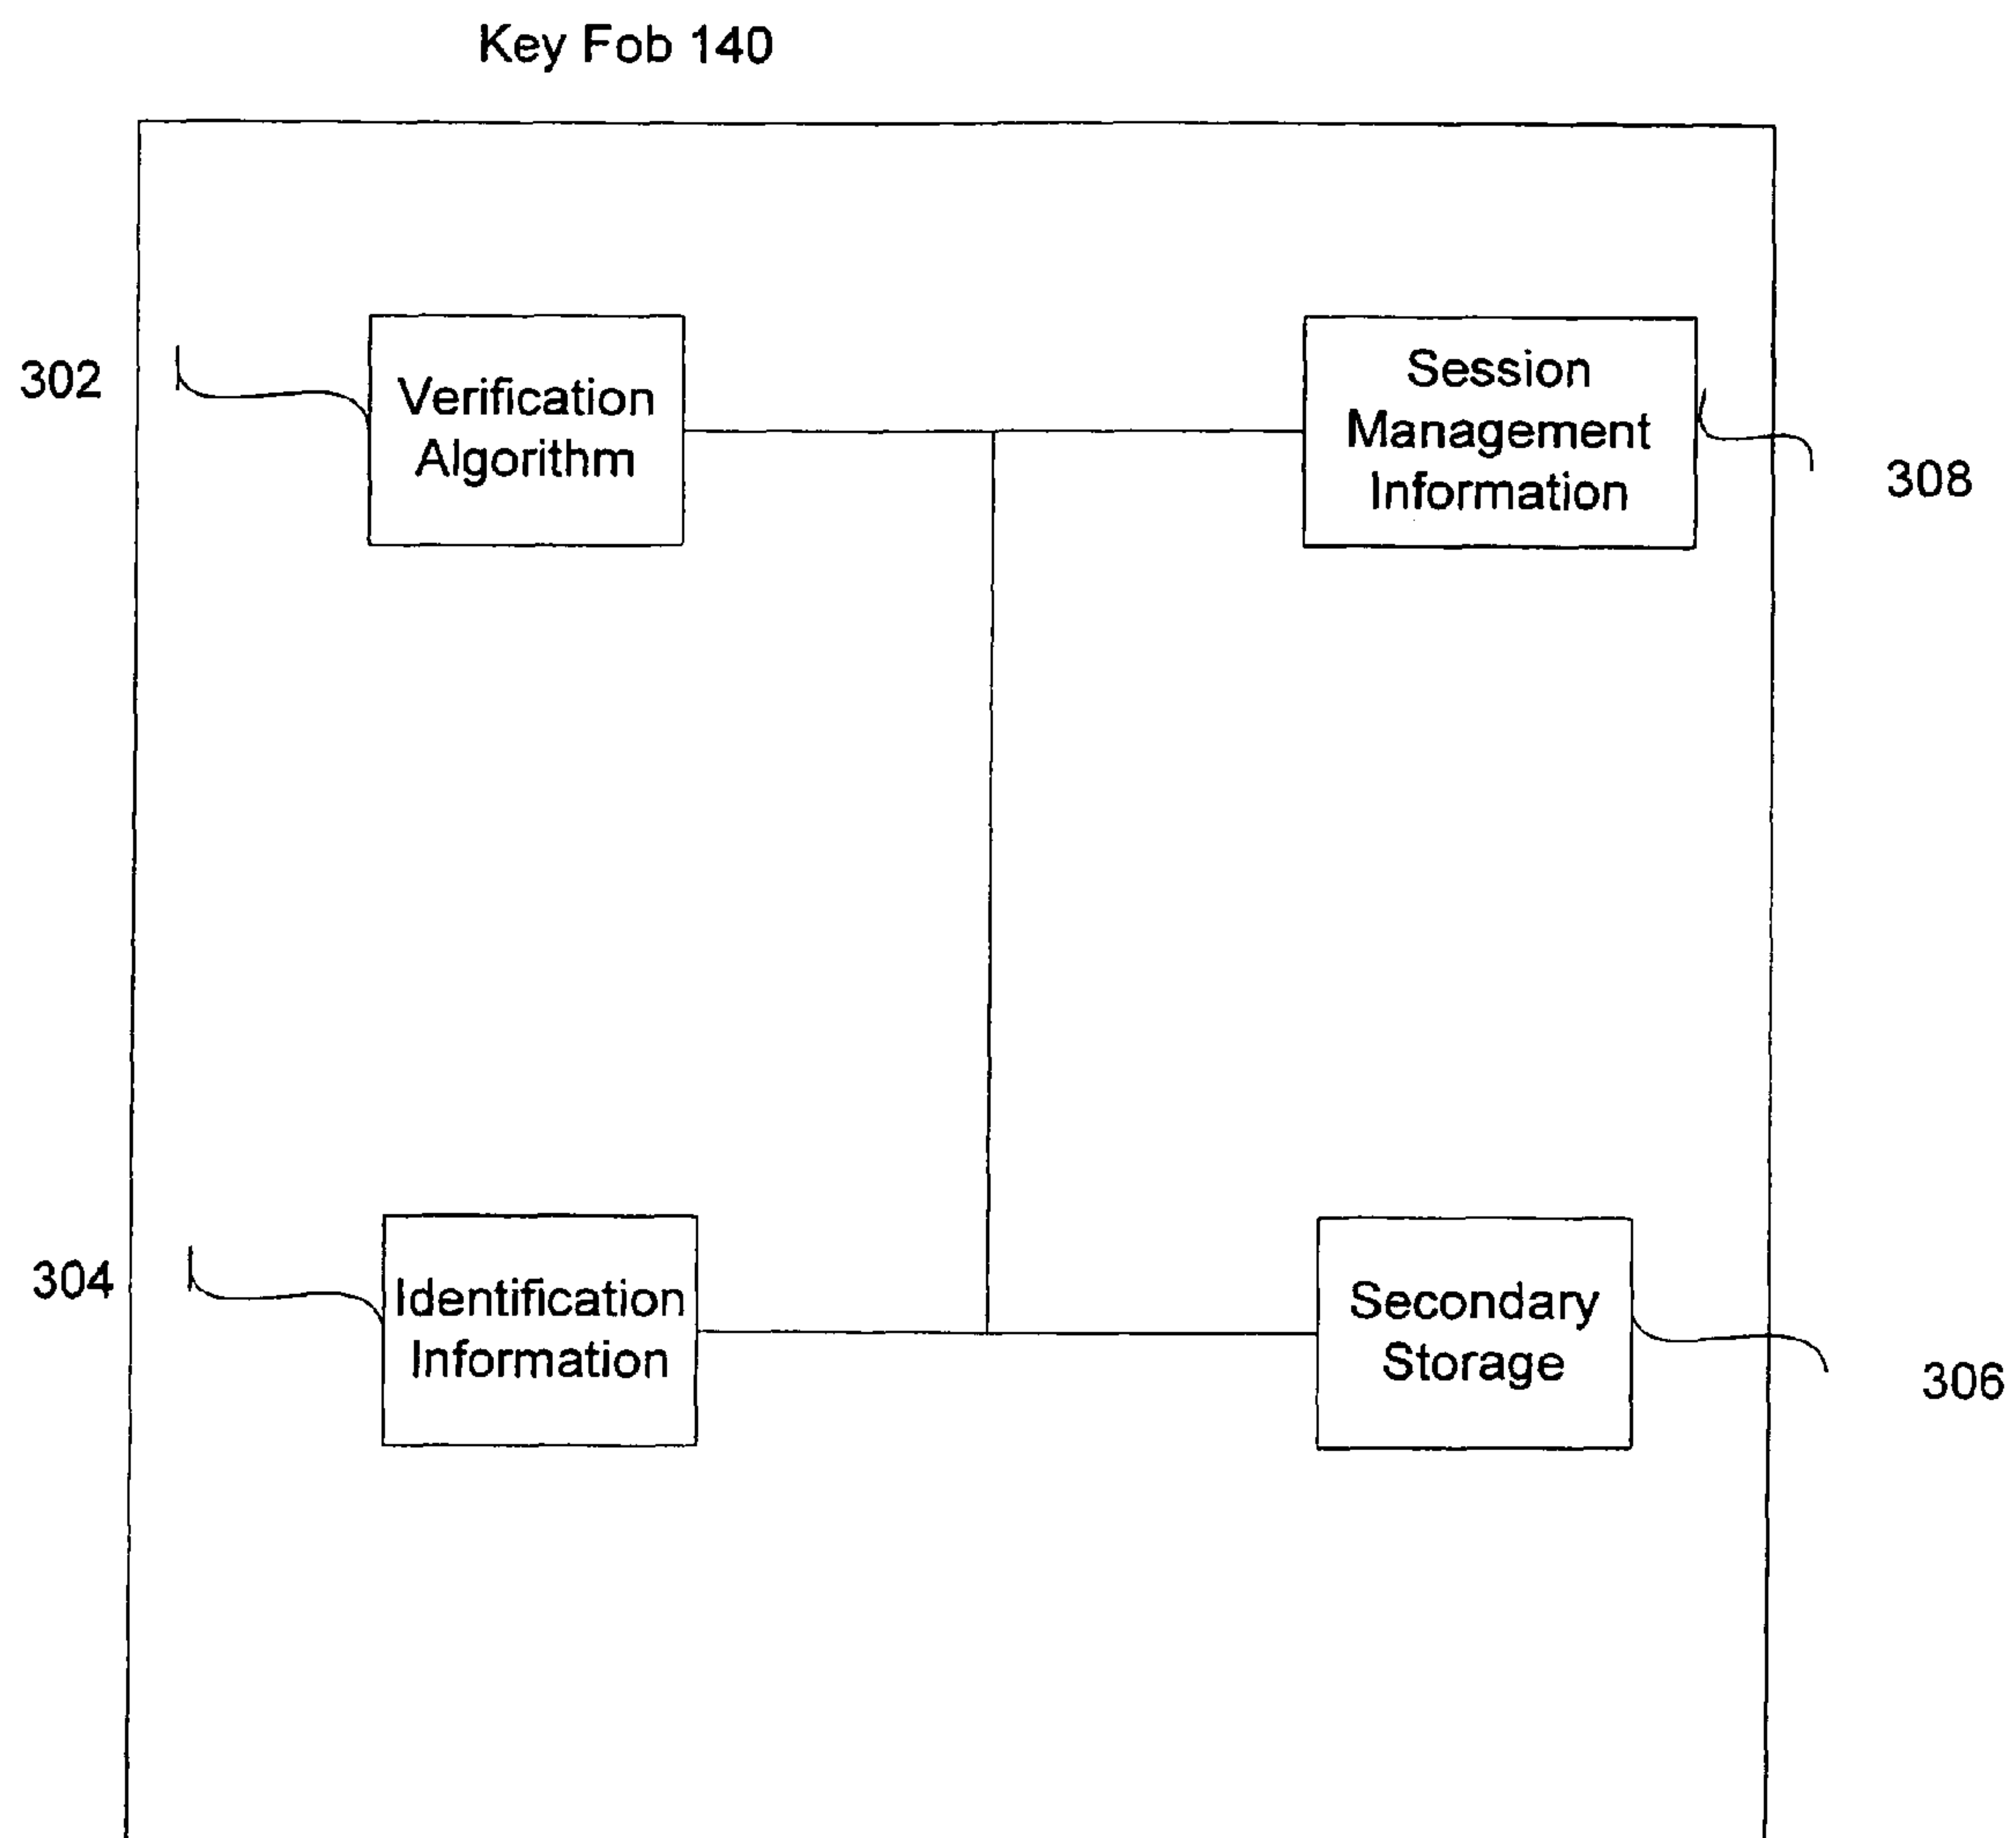 Key Fob 140
302
Verification
Algorithm
Session
Management
Information
308
304
Identification
Information
Secondary
Storage
306